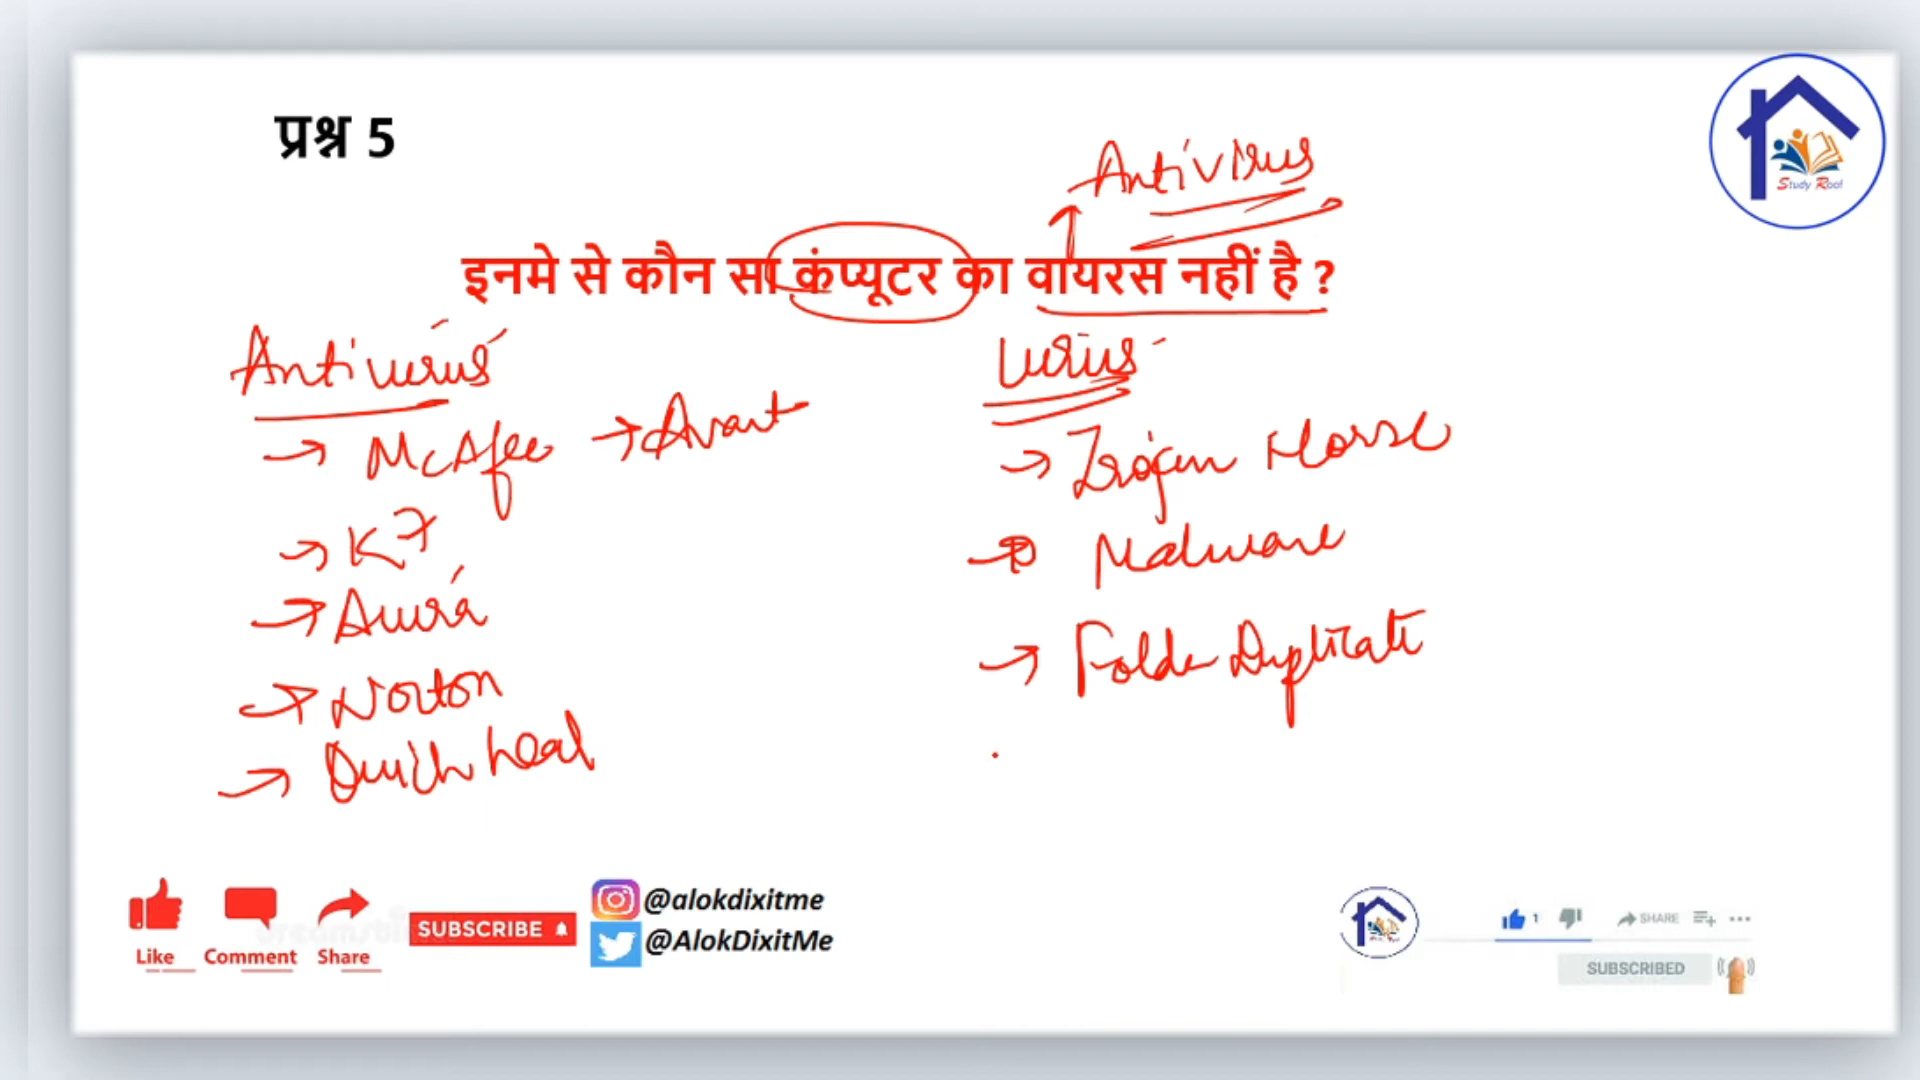 प्रश्न 5
Antivirus
इनमे से कौन सा कंप्यूटर का वायरस नहीं है ?
Antivirus
Virus
→ McAfee → Avast
→ Trojan Horse
→ K7
→ Malware
→ Avira
→ Folder Duplicate
→ Norton
→ Quick heal
Study Roof
Like Comment Share
SUBSCRIBE
@alokdixitme
@AlokDixitMe
1 SHARE
SUBSCRIBED